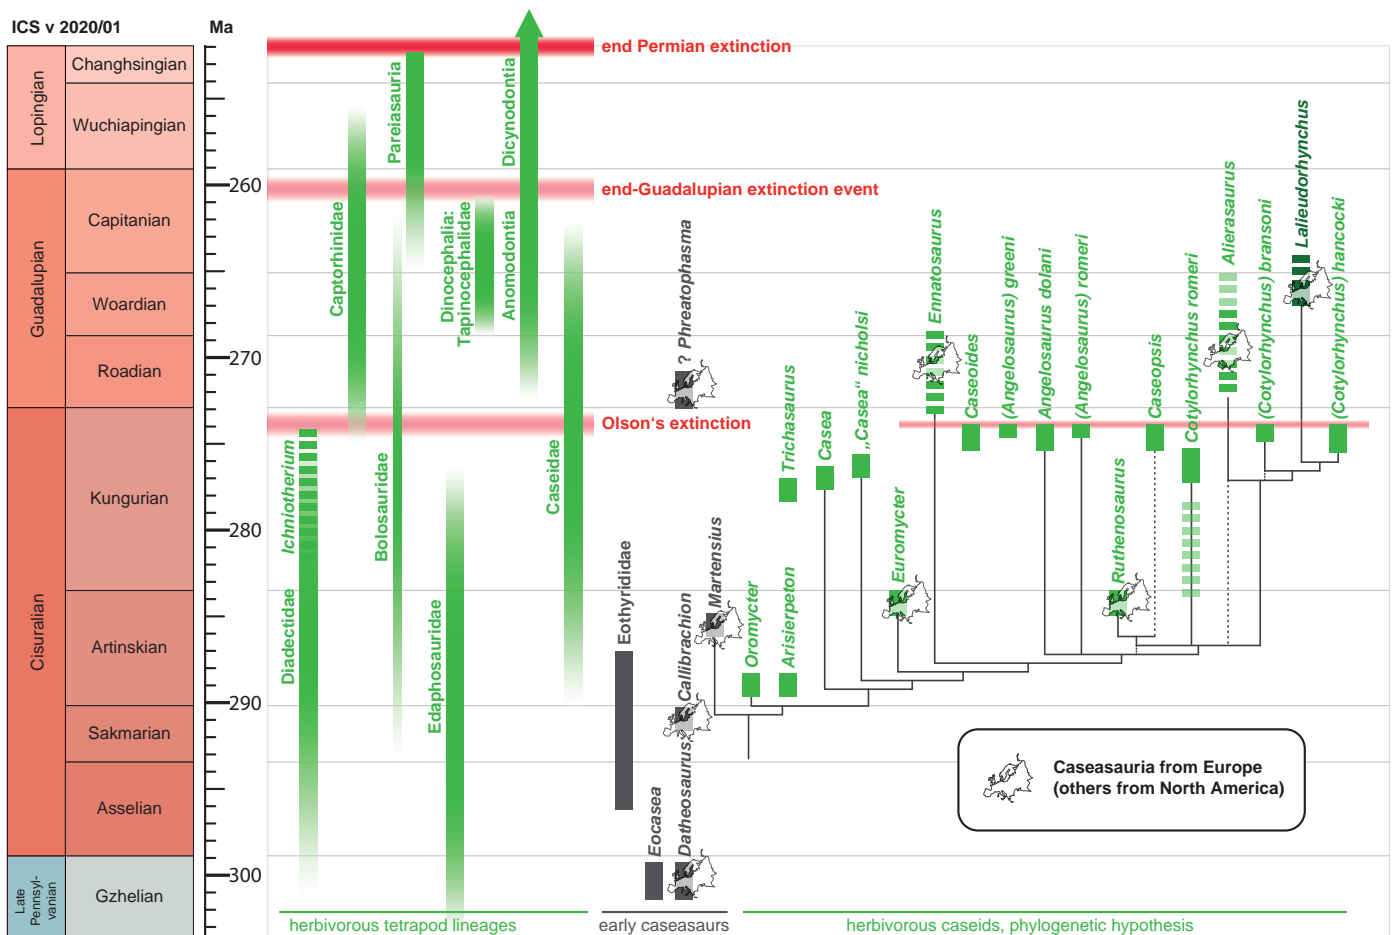 ICS v 2020/01
Ma
Lopingian
Guadalupian
Cisuralian
Late
Pennsyl-
vanian
Changhsingian
Wuchiapingian
Capitanian
Woardian
Roadian
Kungurian
Artinskian
Sakmarian
Asselian
Gzhelian
260
270
280
290
300
end Permian extinction
end-Guadalupian extinction event
Olson‘s extinction
Diadectidae
Ichniotherium
Captorhinidae
Bolosauridae
Pareiasauria
Edaphosauridae
Dinocephalia:
Tapinocephalidae
Anomodontia
Dicynodontia
Caseidae
Eothyrididae
Eocasea
Datheosaurus
Callibrachion
? Phreatophasma
Martensius
Oromycter
Arisierpeton
Trichasaurus
Casea
„Casea“ nicholsi
Euromycter
Ennatosaurus
Caseoides
(Angelosaurus) greeni
Angelosaurus dolani
(Angelosaurus) romeri
Ruthenosaurus
Caseopsis
Cotylorhynchus romeri
Alierasaurus
(Cotylorhynchus) bransoni
Lalieudorhynchus
(Cotylorhynchus) hancocki
Caseasauria from Europe
(others from North America)
herbivorous tetrapod lineages
early caseasaurs
herbivorous caseids, phylogenetic hypothesis